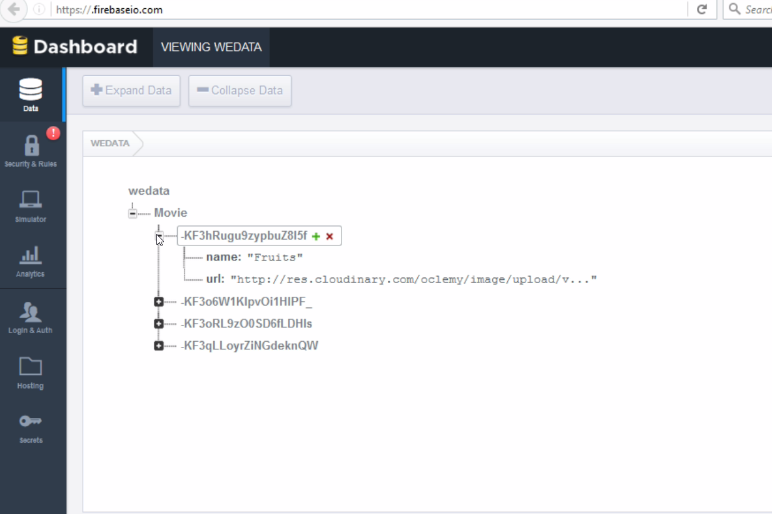 https://.firebaseio.com
Searc
Dashboard
VIEWING WEDATA
Data
Expand Data
Collapse Data
!
Security & Rules
WEDATA
Simulator
wedata
Movie
-KF3hRugu9zypbuZ8I5f
name: "Fruits"
url: "http://res.cloudinary.com/oclemy/image/upload/v..."
-KF3o6W1KIpvOi1HIPF_
-KF3oRL9zO0SD6fLDHIs
-KF3qLLoyrZiNGdeknQW
Analytics
Login & Auth
Hosting
Secrets